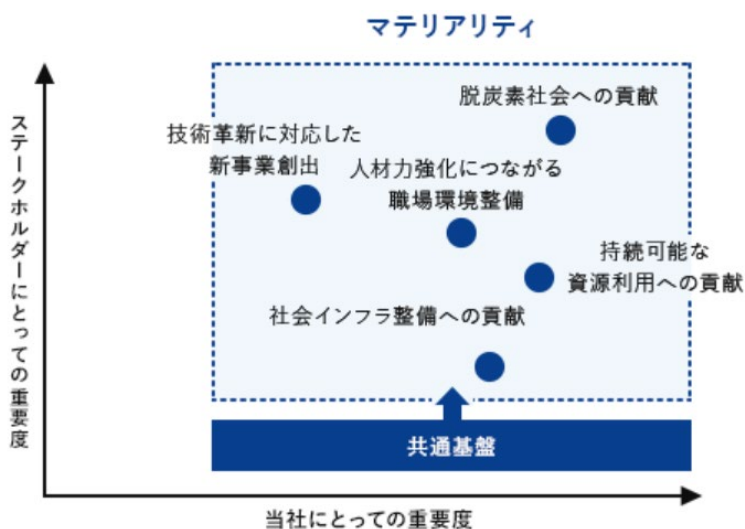 マテリアリティ
ステークホルダーにとっての重要度
脱炭素社会への貢献
技術革新に対応した
新事業創出
人材力強化につながる
職場環境整備
持続可能な
資源利用への貢献
社会インフラ整備への貢献
共通基盤
当社にとっての重要度